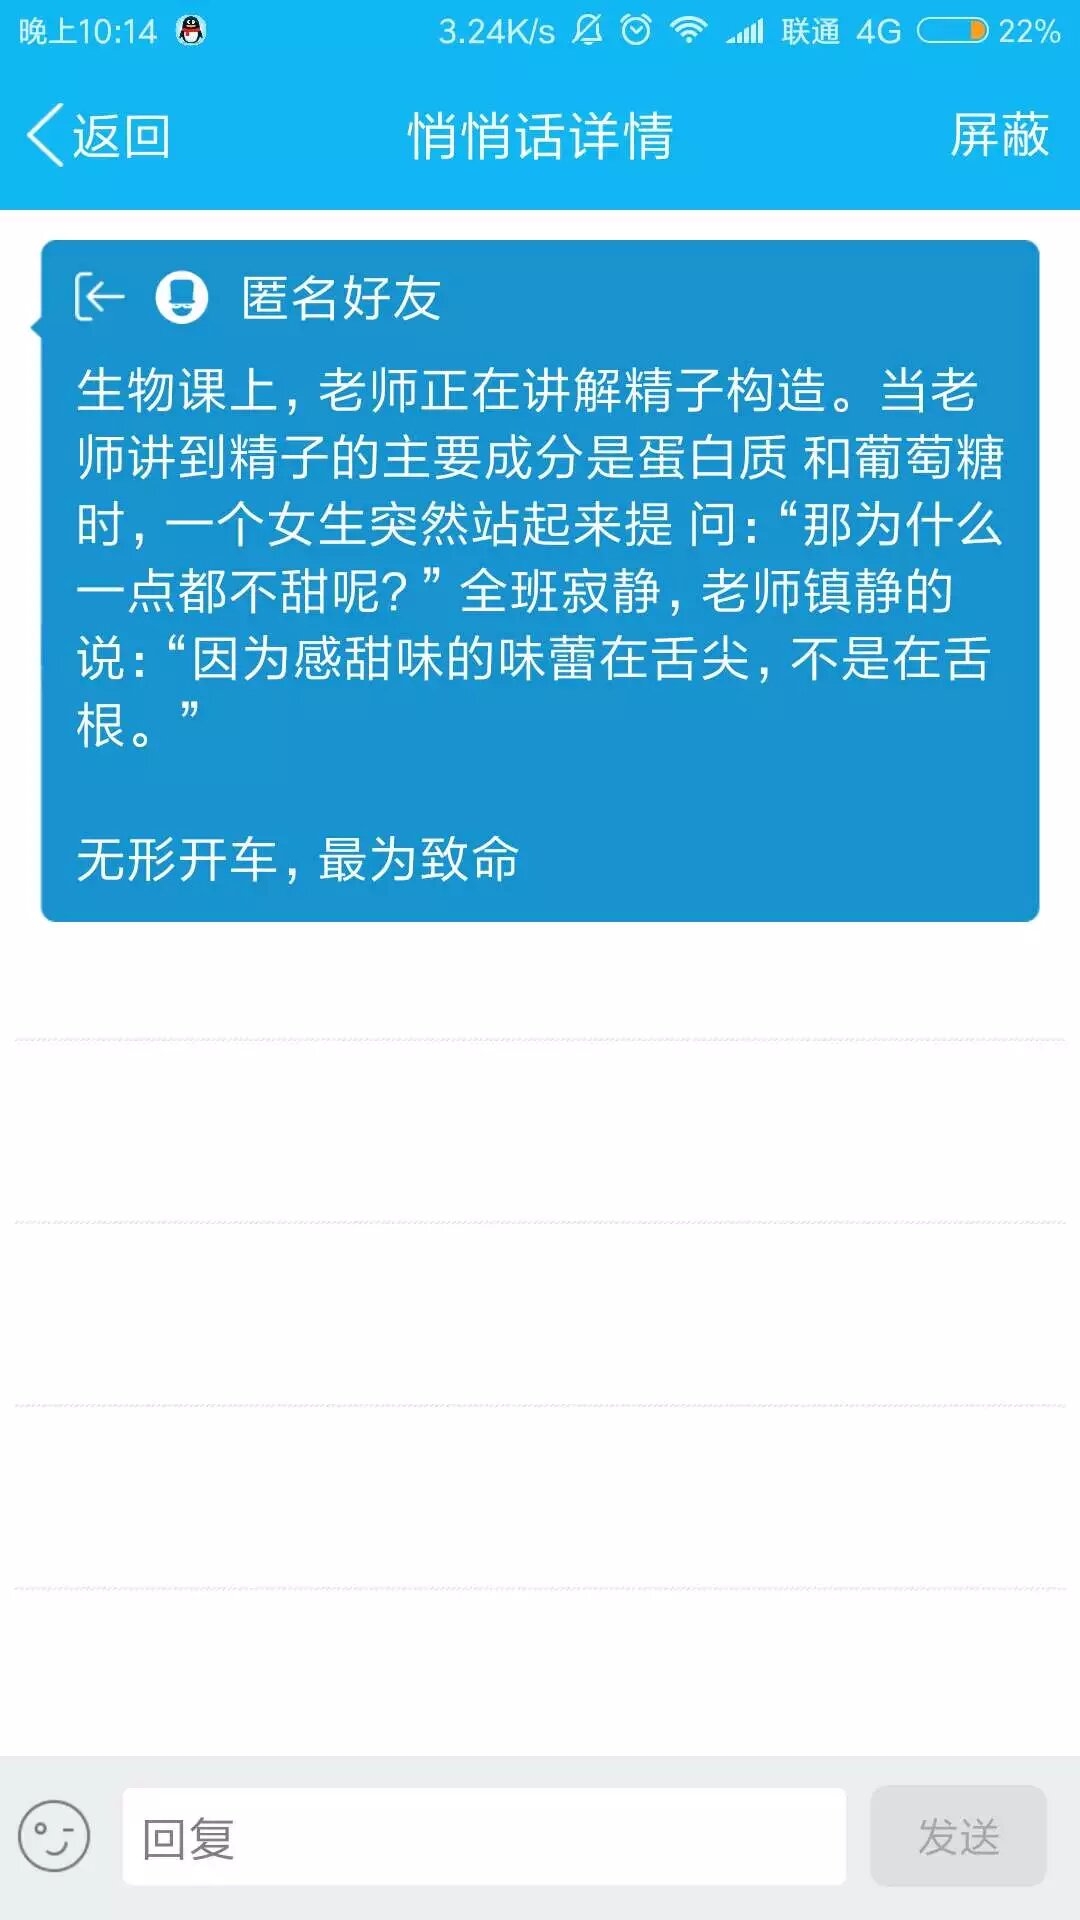 晚上10:14 3.24K/s 联通 4G 22%
返回 悄悄话详情 屏蔽
匿名好友
生物课上，老师正在讲解精子构造。当老
师讲到精子的主要成分是蛋白质 和葡萄糖
时，一个女生突然站起来提 问：“那为什么
一点都不甜呢？” 全班寂静，老师镇静的
说：“因为感甜味的味蕾在舌尖，不是在舌
根。”
无形开车，最为致命
回复 发送